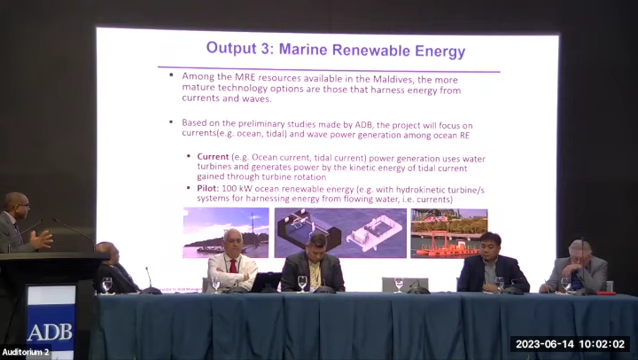 Output 3: Marine Renewable Energy
• Among the MRE resources available in the Maldives, the more
mature technology options are those that harness energy from
currents and waves.
• Based on the preliminary studies made by ADB, the project will focus on
currents(e.g. ocean, tidal) and wave power generation among ocean RE
• Current (e.g. Ocean current, tidal current) power generation uses water
turbines and generates power by the kinetic energy of tidal current
gained through turbine rotation
• Pilot: 100 kW ocean renewable energy (e.g. with hydrokinetic turbine/s
systems for harnessing energy from flowing water, i.e. currents)
ADB
Auditorium 2
2023-06-14 10:02:02